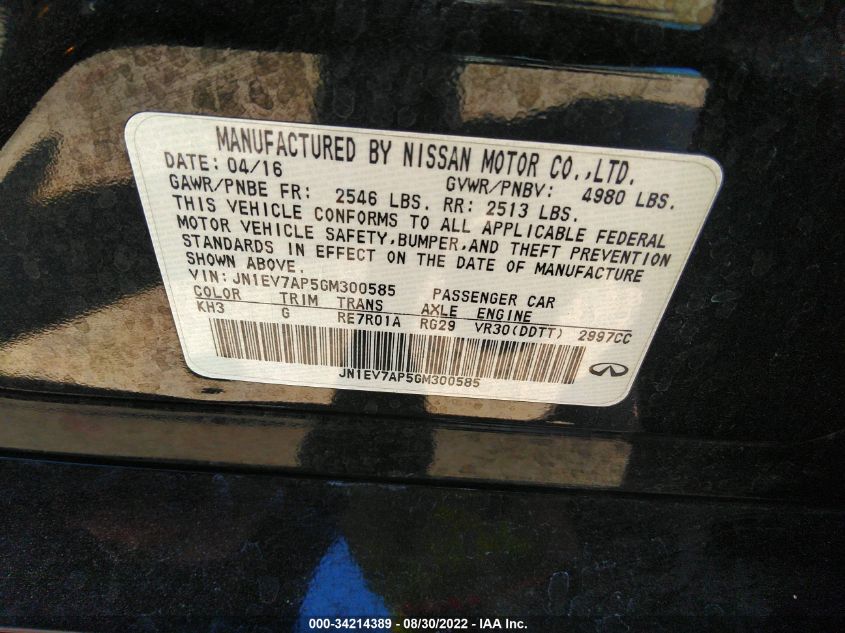 MANUFACTURED BY NISSAN MOTOR CO.,LTD.
DATE: 04/16 GVWR/PNBV: 4980 LBS.
GAWR/PNBE FR: 2546 LBS. RR: 2513 LBS.
THIS VEHICLE CONFORMS TO ALL APPLICABLE FEDERAL
MOTOR VEHICLE SAFETY,BUMPER,AND THEFT PREVENTION
STANDARDS IN EFFECT ON THE DATE OF MANUFACTURE
SHOWN ABOVE.
VIN: JN1EV7AP5GM300585 PASSENGER CAR
COLOR TRIM TRANS AXLE ENGINE
KH3 G RE7R01A RG29 VR30(DDTT) 2997CC
JN1EV7AP5GM300585
000-34214389 - 08/30/2022 - IAA Inc.